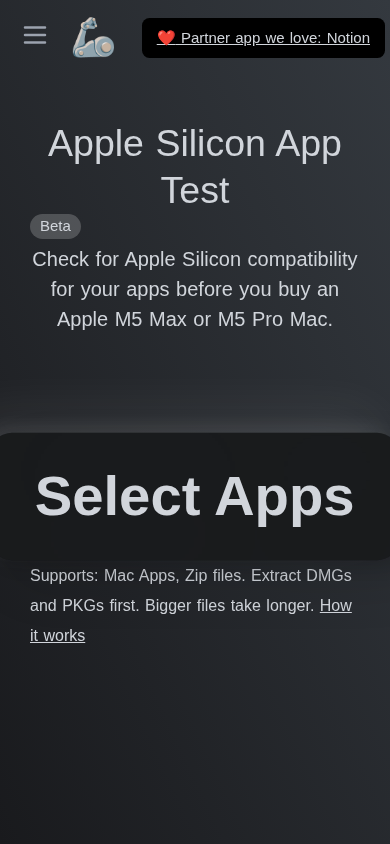 ❤️ Partner app we love: Notion
Apple Silicon App
Test
Beta
Check for Apple Silicon compatibility
for your apps before you buy an
Apple M5 Max or M5 Pro Mac.
Select Apps
Supports: Mac Apps, Zip files. Extract DMGs
and PKGs first. Bigger files take longer. How
it works